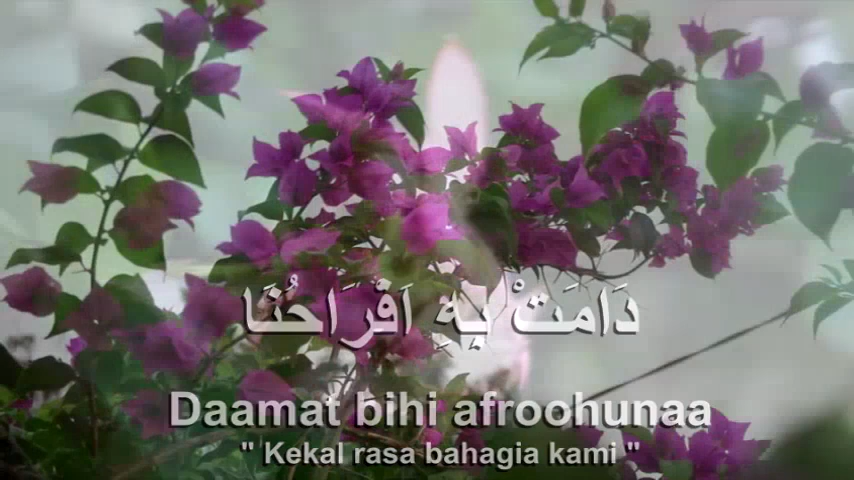 دَامَتْ بِهِ اَفْرَاحُنَا
Daamat bihi afroohunaa
" Kekal rasa bahagia kami "